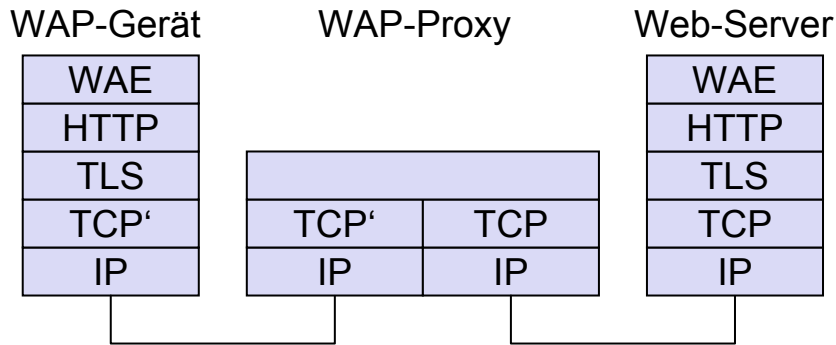 WAP-Gerät WAP-Proxy Web-Server
WAE WAE
HTTP HTTP
TLS TLS
TCP‘ TCP‘ TCP TCP
IP IP IP IP